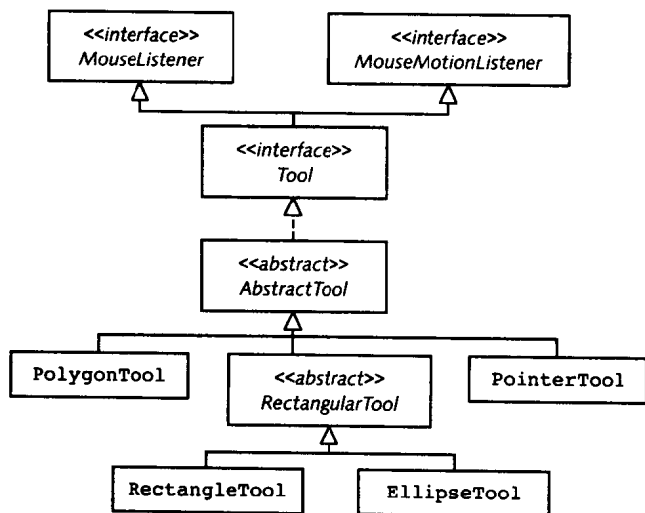 <<interface>>
MouseListener
<<interface>>
MouseMotionListener
<<interface>>
Tool
<<abstract>>
AbstractTool
PolygonTool
<<abstract>>
RectangularTool
PointerTool
RectangleTool
EllipseTool